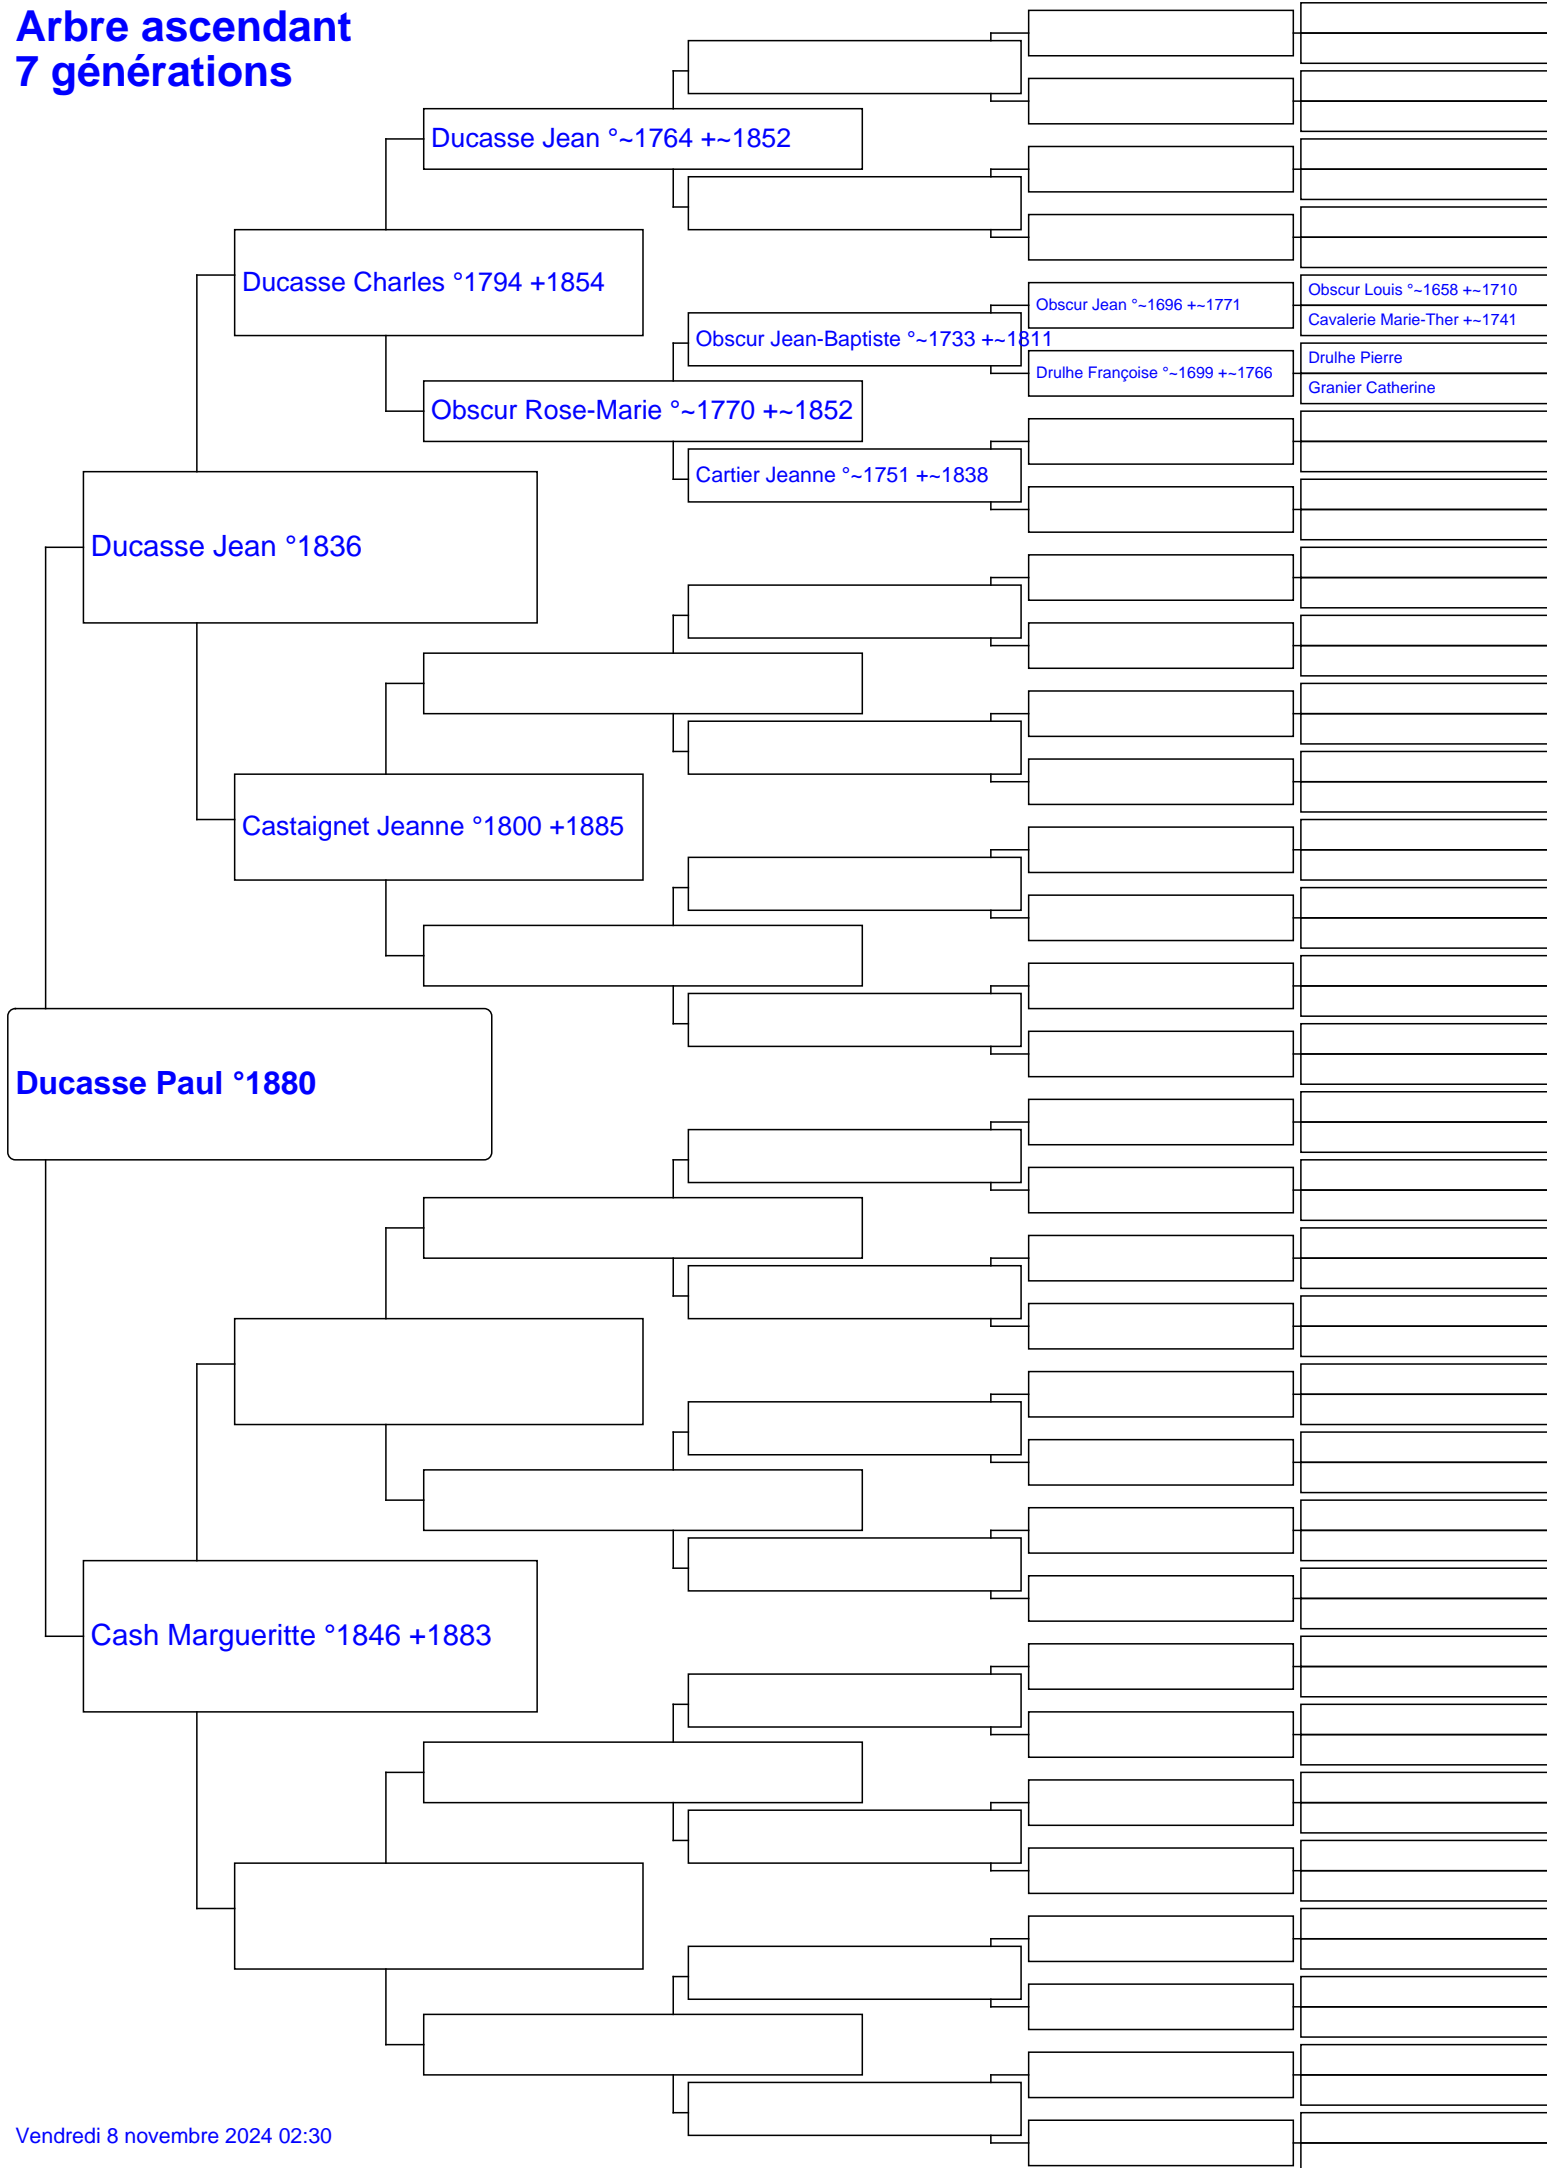 Arbre ascendant
7 générations
Ducasse Jean °~1764 +~1852
Ducasse Charles °1794 +1854
Obscur Louis °~1658 +~1710
Obscur Jean °~1696 +~1771
Cavalerie Marie-Ther +~1741
Obscur Jean-Baptiste °~1733 +~1811
Drulhe Pierre
Drulhe Françoise °~1699 +~1766
Granier Catherine
Obscur Rose-Marie °~1770 +~1852
Cartier Jeanne °~1751 +~1838
Ducasse Jean °1836
Castaignet Jeanne °1800 +1885
Ducasse Paul °1880
Cash Margueritte °1846 +1883
Vendredi 8 novembre 2024 02:30